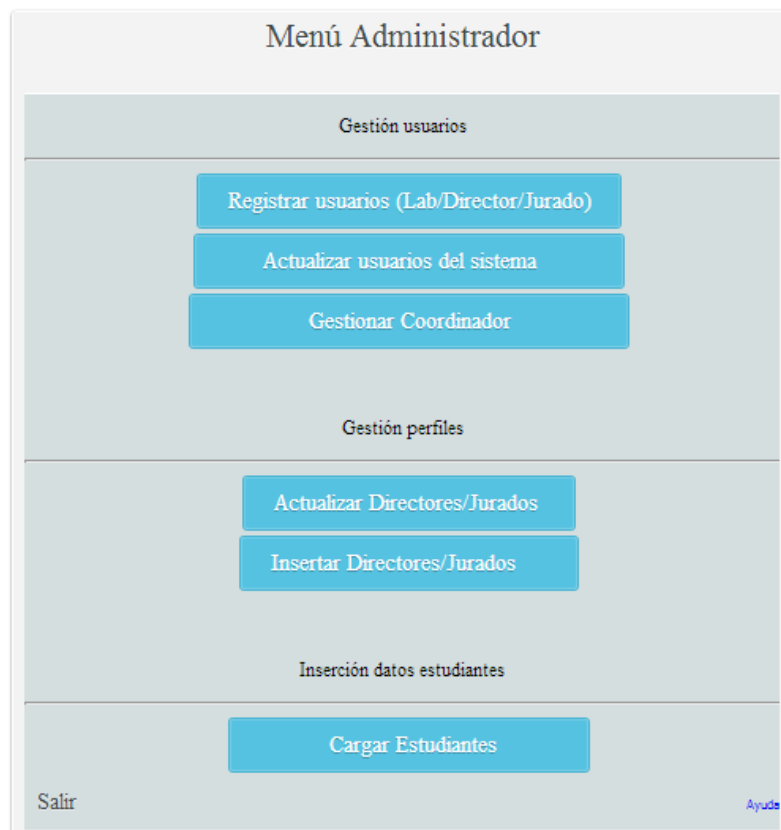 Menú Administrador
Gestión usuarios
Registrar usuarios (Lab/Director/Jurado)
Actualizar usuarios del sistema
Gestionar Coordinador
Gestión perfiles
Actualizar Directores/Jurados
Insertar Directores/Jurados
Inserción datos estudiantes
Cargar Estudiantes
Salir
Ayuda